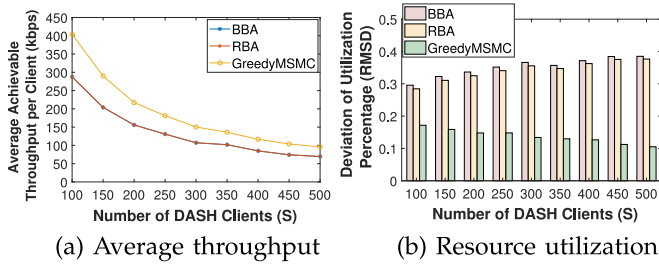 450
400
350
300
250
200
150
100
50
0
Average Achievable
Throughput per Client (kbps)
BBA
RBA
GreedyMSMC
100 150 200 250 300 350 400 450 500
Number of DASH Clients (S)
(a) Average throughput
0.5
0.4
0.3
0.2
0.1
0
Deviation of Utilization
Percentage (RMSD)
BBA
RBA
GreedyMSMC
100 150 200 250 300 350 400 450 500
Number of DASH Clients (S)
(b) Resource utilization